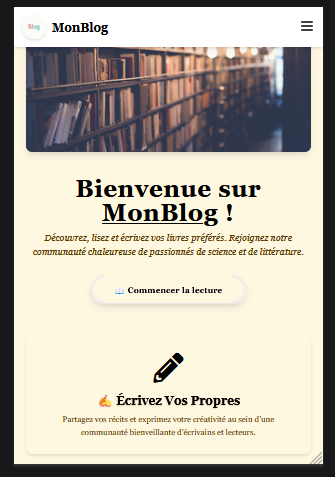 Blog
MonBlog
Bienvenue sur
MonBlog !
Découvrez, lisez et écrivez vos livres préférés. Rejoignez notre
communauté chaleureuse de passionnés de science et de littérature.
📖 Commencer la lecture
✍️ Écrivez Vos Propres
Partagez vos récits et exprimez votre créativité au sein d'une
communauté bienveillante d'écrivains et lecteurs.